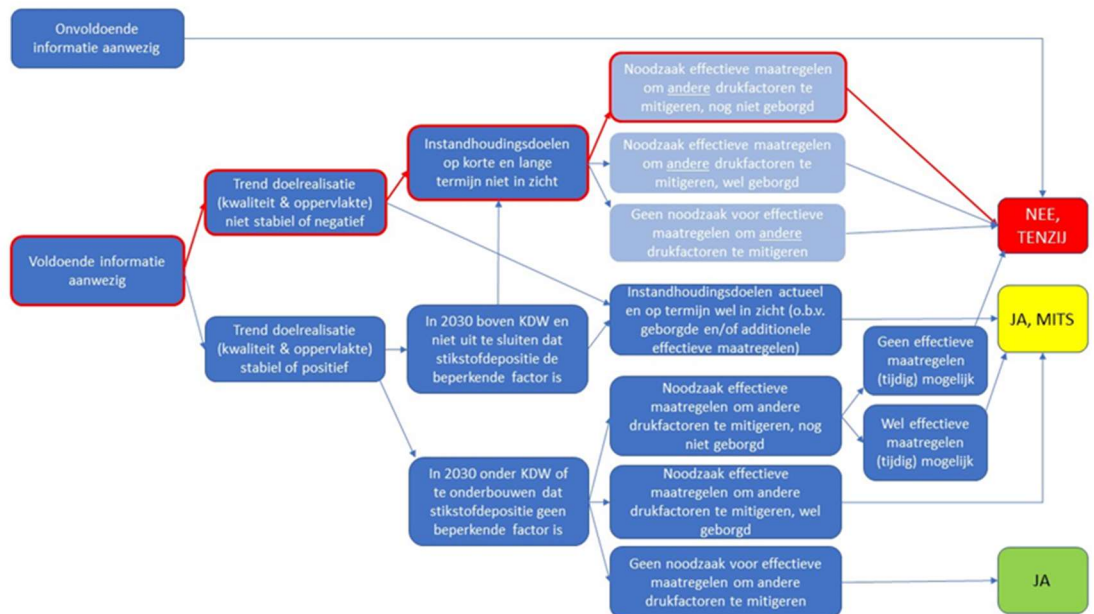 Onvoldoende
informatie aanwezig
Noodzaak effectieve maatregelen
om andere drukfactoren te
mitigeren, nog niet geborgd
Instandhoudingsdoelen
op korte en lange
termijn niet in zicht
Noodzaak effectieve maatregelen
om andere drukfactoren te
mitigeren, wel geborgd
Trend doelrealisatie
(kwaliteit & oppervlakte)
niet stabiel of negatief
Geen noodzaak voor effectieve
maatregelen om andere
drukfactoren te mitigeren
NEE,
TENZIJ
Voldoende informatie
aanwezig
Trend doelrealisatie
(kwaliteit & oppervlakte)
stabiel of positief
In 2030 boven KDW en
niet uit te sluiten dat
stikstofdepositie de
beperkende factor is
Instandhoudingsdoelen actueel
en op termijn wel in zicht (o.b.v.
geborgde en/of additionele
effectieve maatregelen)
JA, MITS
Geen effectieve
maatregelen
(tijdig) mogelijk
Noodzaak effectieve
maatregelen om andere
drukfactoren te mitigeren, nog
niet geborgd
Wel effectieve
maatregelen
(tijdig) mogelijk
In 2030 onder KDW of
te onderbouwen dat
stikstofdepositie geen
beperkende factor is
Noodzaak effectieve
maatregelen om andere
drukfactoren te mitigeren, wel
geborgd
Geen noodzaak voor effectieve
maatregelen om andere
drukfactoren te mitigeren
JA